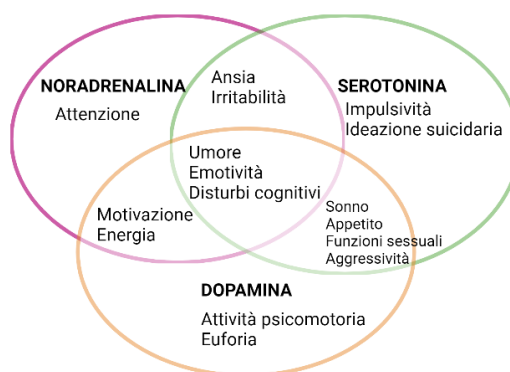 NORADRENALINA
Attenzione
Ansia
Irritabilità
SEROTONINA
Impulsività
Ideazione suicidaria
Umore
Emotività
Disturbi cognitivi
Motivazione
Energia
Sonno
Appetito
Funzioni sessuali
Aggressività
DOPAMINA
Attività psicomotoria
Euforia